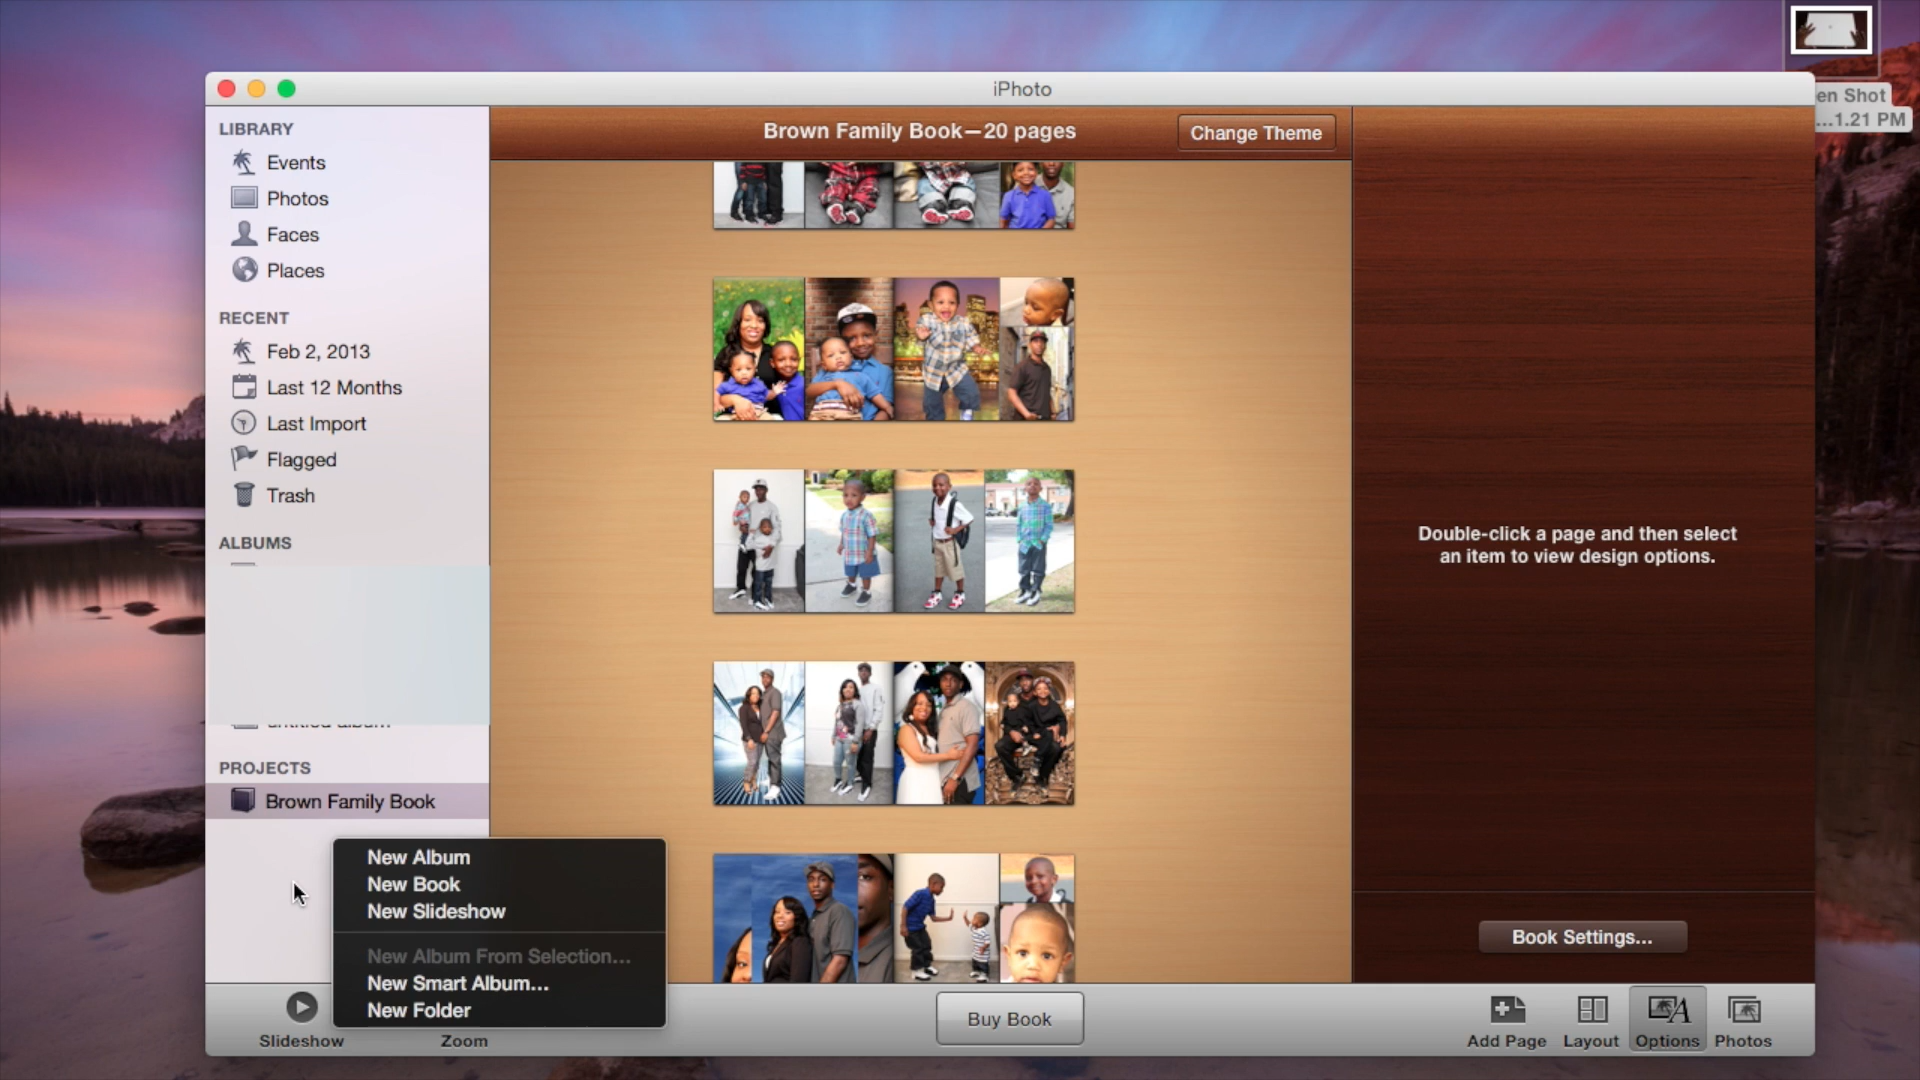 iPhoto
en Shot
...1.21 PM
LIBRARY
Events
Photos
Faces
Places
RECENT
Feb 2, 2013
Last 12 Months
Last Import
Flagged
Trash
ALBUMS
PROJECTS
Brown Family Book
Brown Family Book—20 pages
Change Theme
Double-click a page and then select
an item to view design options.
Book Settings...
New Album
New Book
New Slideshow
New Album From Selection...
New Smart Album...
New Folder
Slideshow
Zoom
Buy Book
Add Page
Layout
Options
Photos